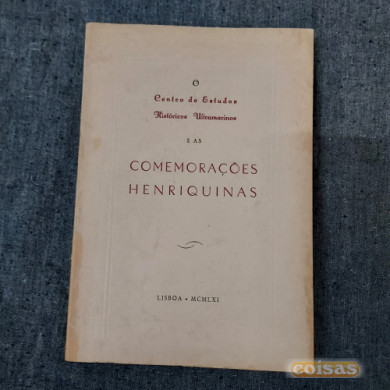 O
Centro de Estudos
Históricos Ultramarinos
E AS
COMEMORAÇÕES
HENRIQUINAS
LISBOA • MCMLXI
coisas